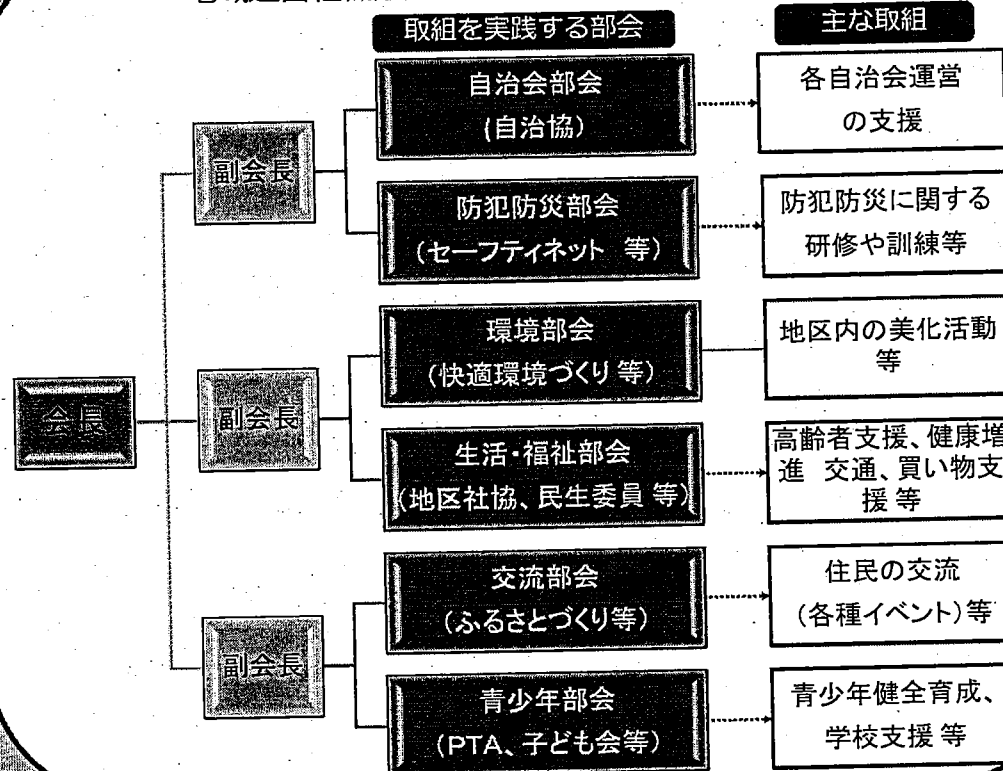 取組を実践する部会
主な取組
自治会部会
(自治協)
各自治会運営
の支援
副会長
防犯防災部会
(セーフティネット 等)
防犯防災に関する
研修や訓練等
環境部会
(快適環境づくり 等)
地区内の美化活動
等
会長
副会長
生活・福祉部会
(地区社協、民生委員 等)
高齢者支援、健康増
進 交通、買い物支
援 等
交流部会
(ふるさとづくり等)
住民の交流
(各種イベント)等
副会長
青少年部会
(PTA、子ども会等)
青少年健全育成、
学校支援 等